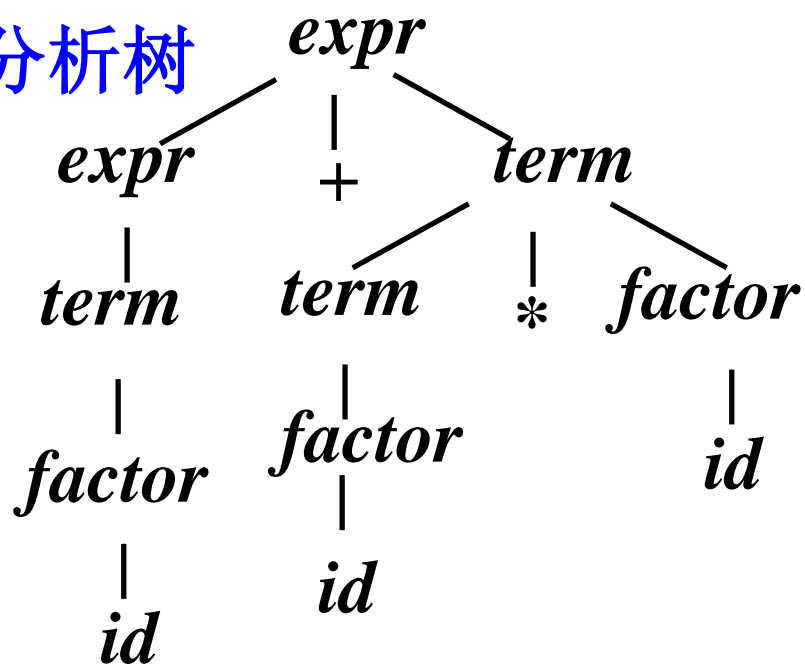 分析树
expr
expr + term
term term * factor
factor factor id
id id